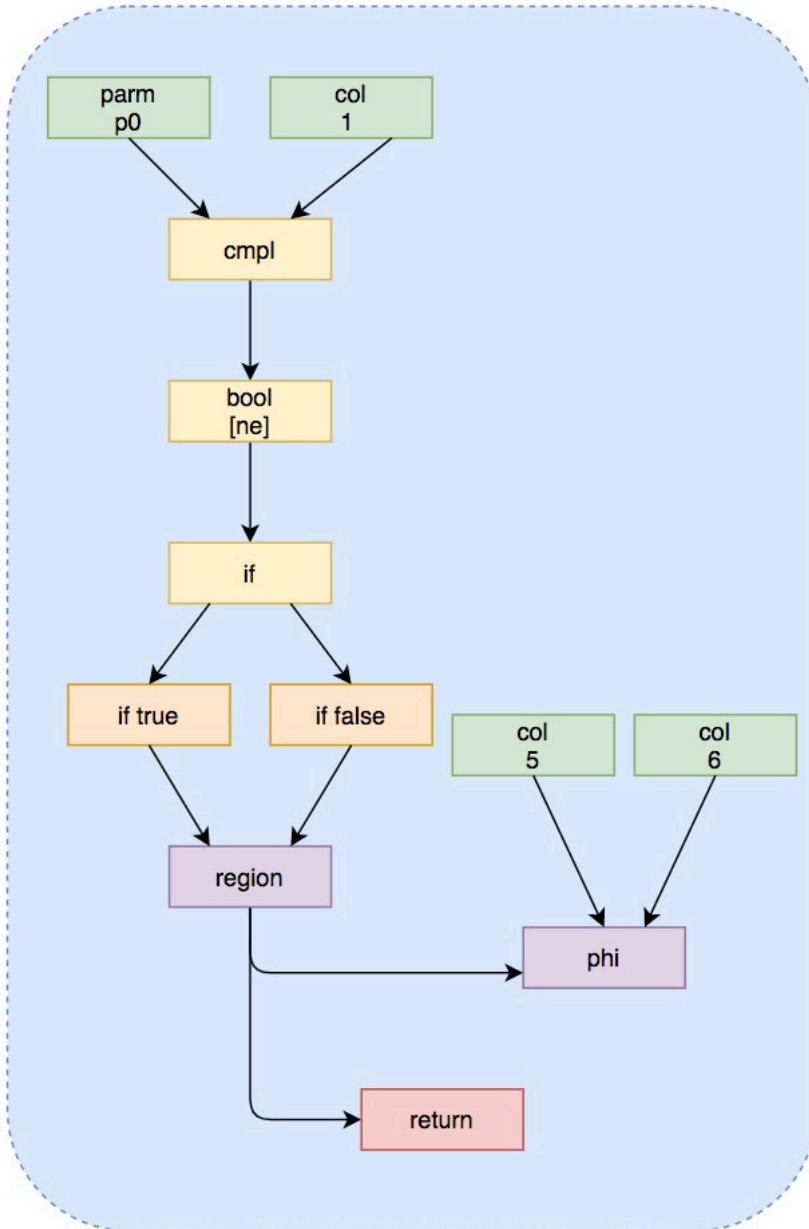 parm
p0
col
1
cmpl
bool
[ne]
if
if true
if false
col
5
col
6
region
phi
return